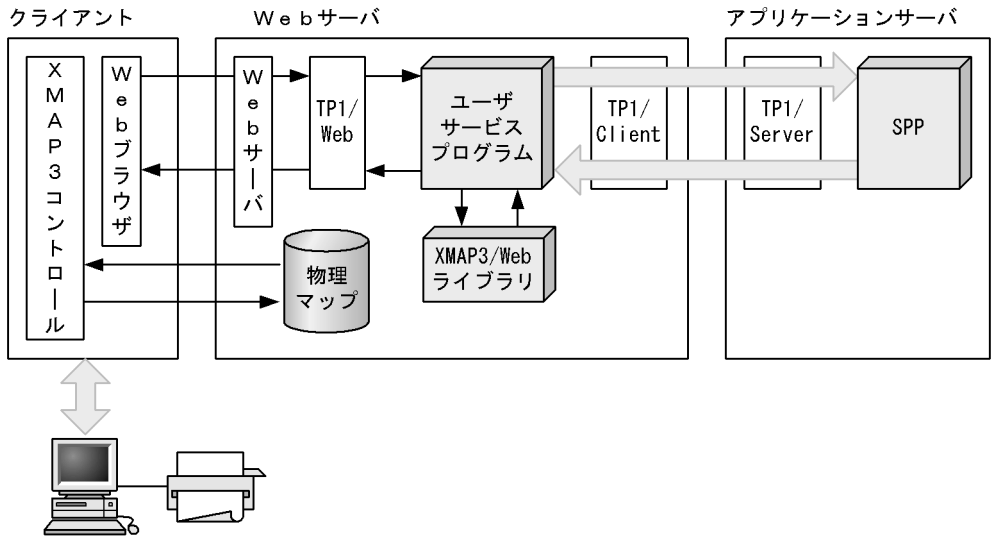 クライアント
Ｗｅｂサーバ
アプリケーションサーバ
ＸＭＡＰ３コントロール
Ｗｅｂブラウザ
Ｗｅｂサーバ
TP1/
Web
ユーザ
サービス
プログラム
TP1/
Client
TP1/
Server
SPP
XMAP3/Web
ライブラリ
物理
マップ